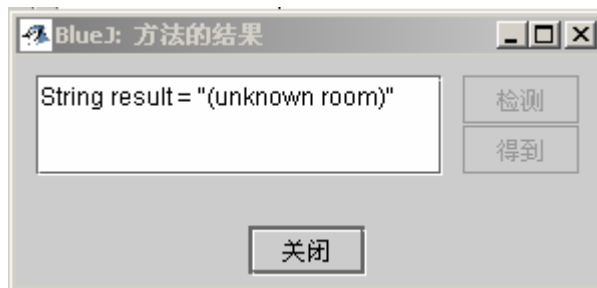 BlueJ: 方法的结果
String result = "(unknown room)"
检测
得到
关闭